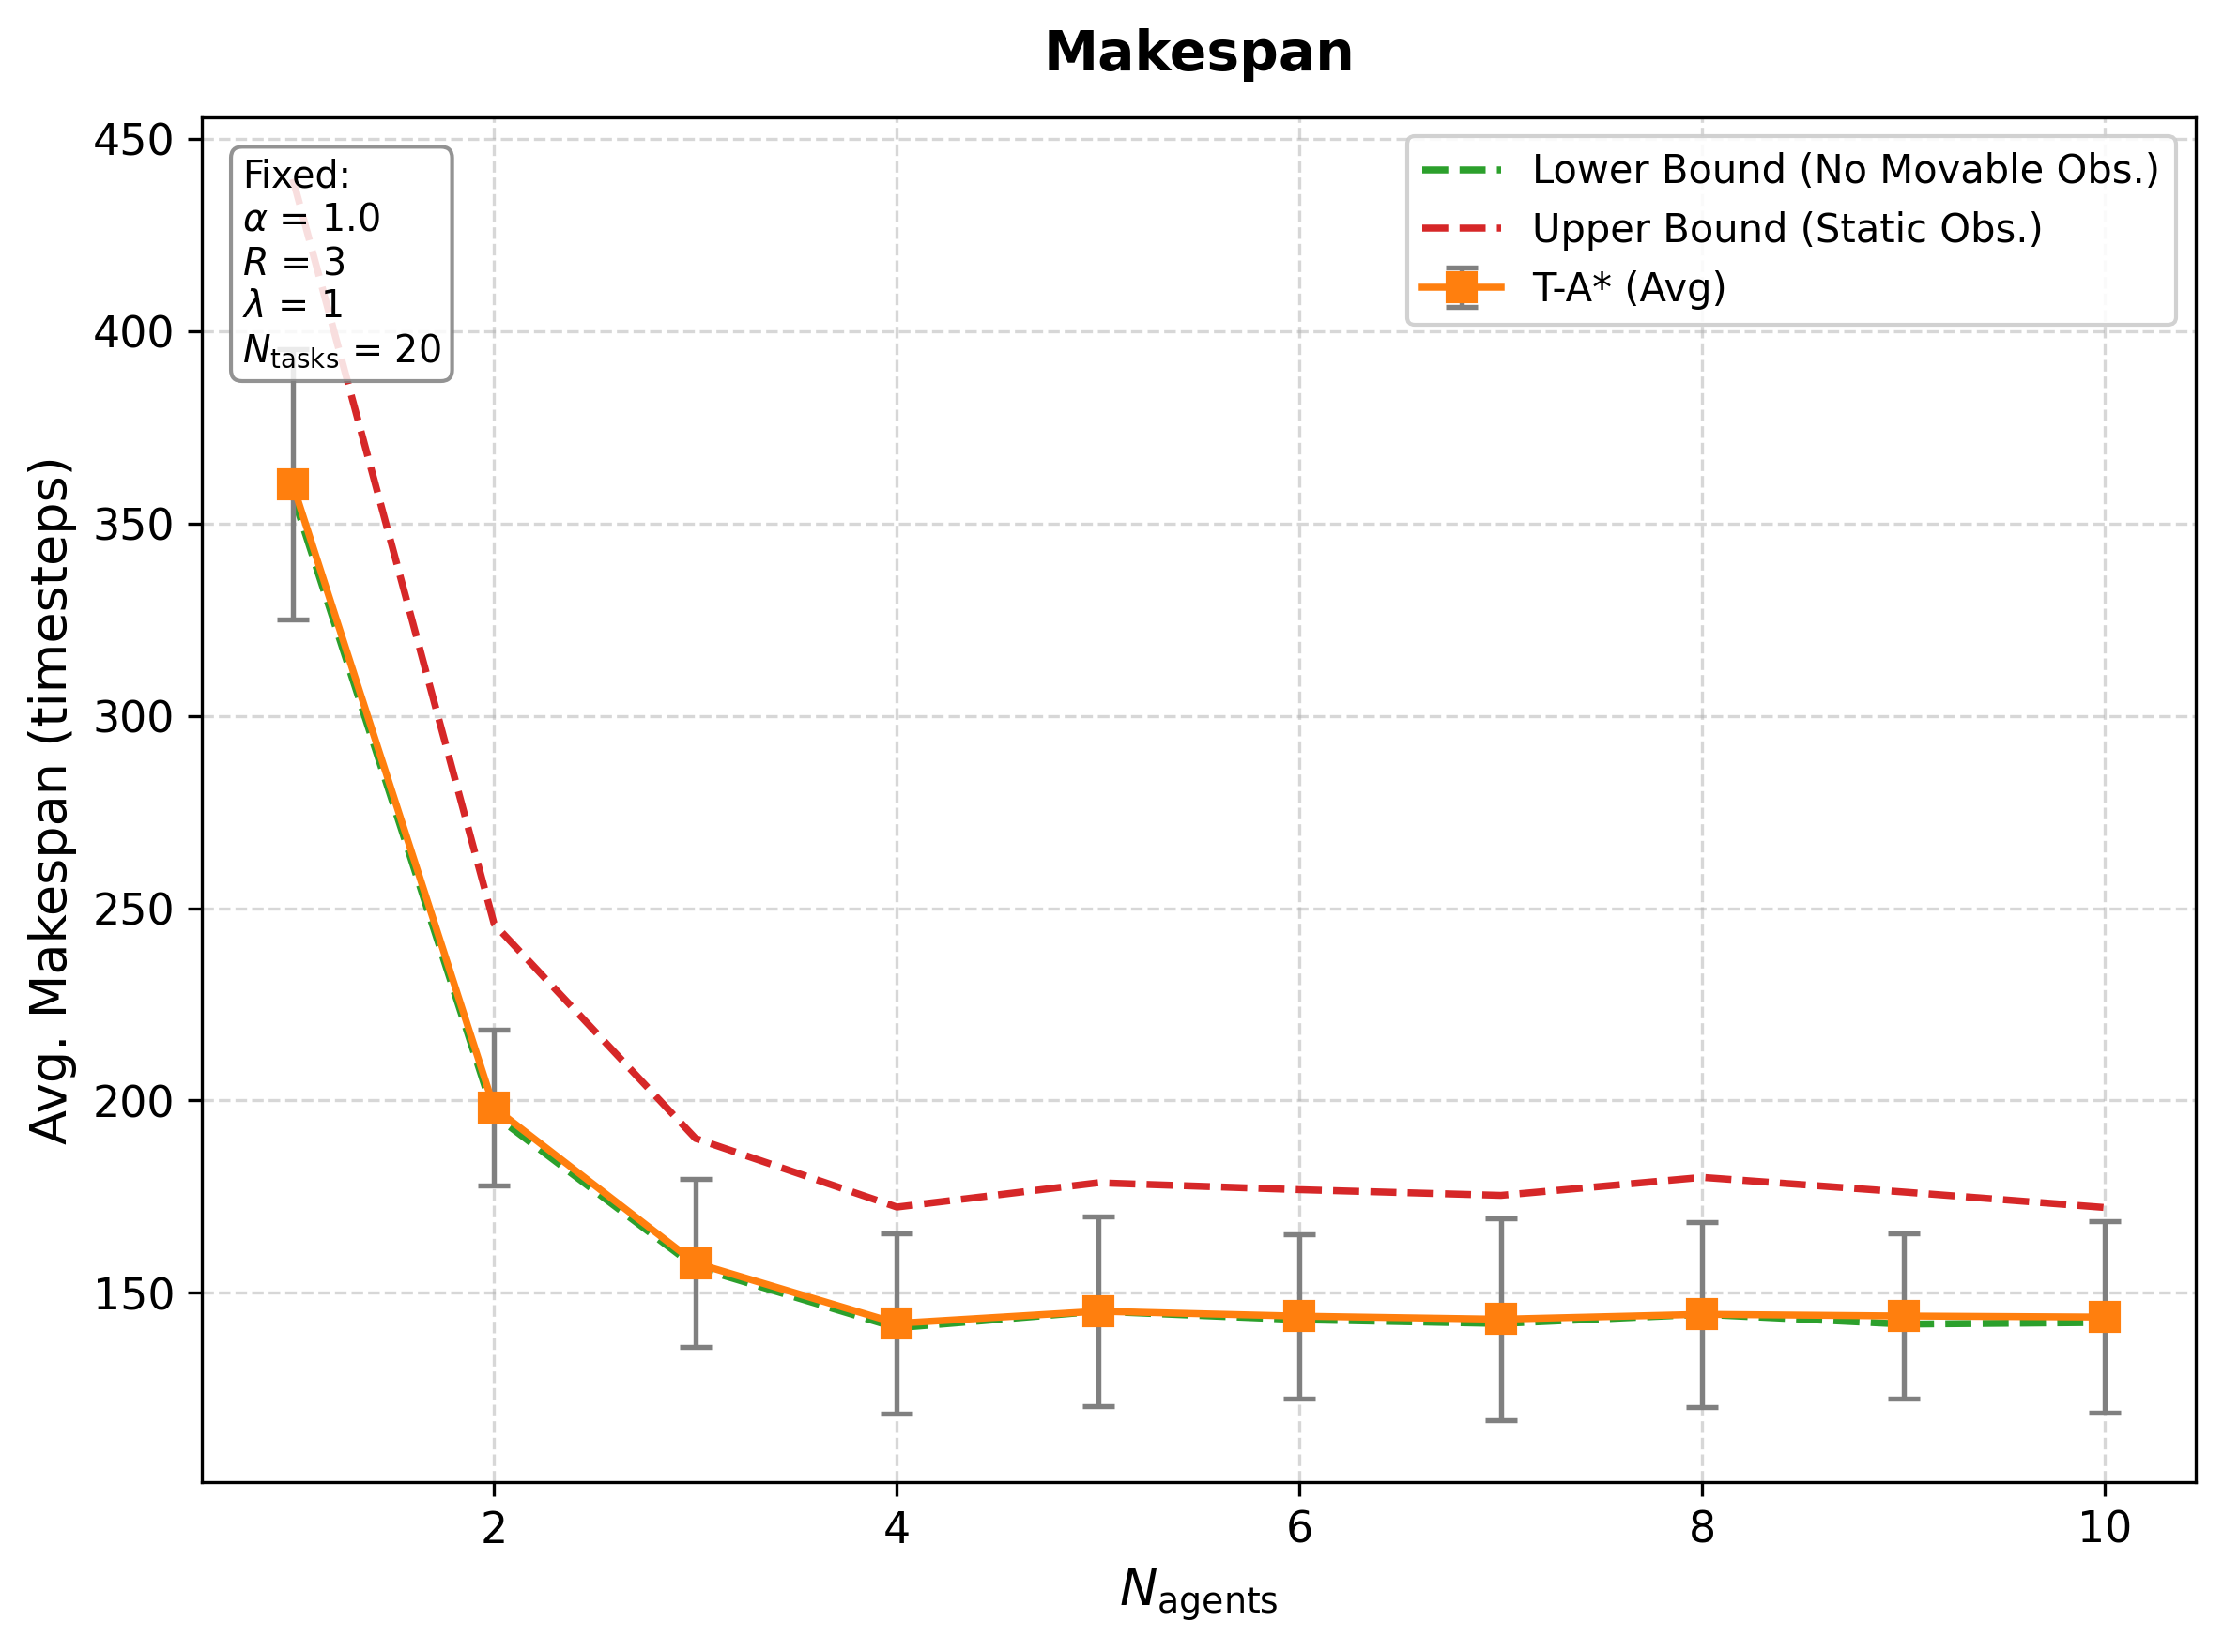 Makespan
Fixed:
α = 1.0
R = 3
λ = 1
N_tasks = 20
Lower Bound (No Movable Obs.)
Upper Bound (Static Obs.)
T-A* (Avg)
Avg. Makespan (timesteps)
450
400
350
300
250
200
150
2 4 6 8 10
N_agents